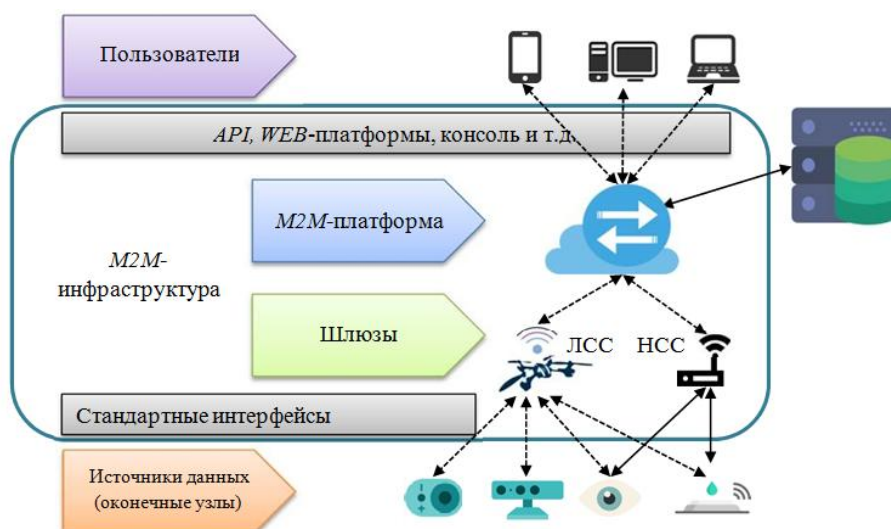 Пользователи
API, WEB-платформы, консоль и т.д.
M2M-платформа
M2M-
инфраструктура
Шлюзы
ЛСС НСС
Стандартные интерфейсы
Источники данных
(оконечные узлы)